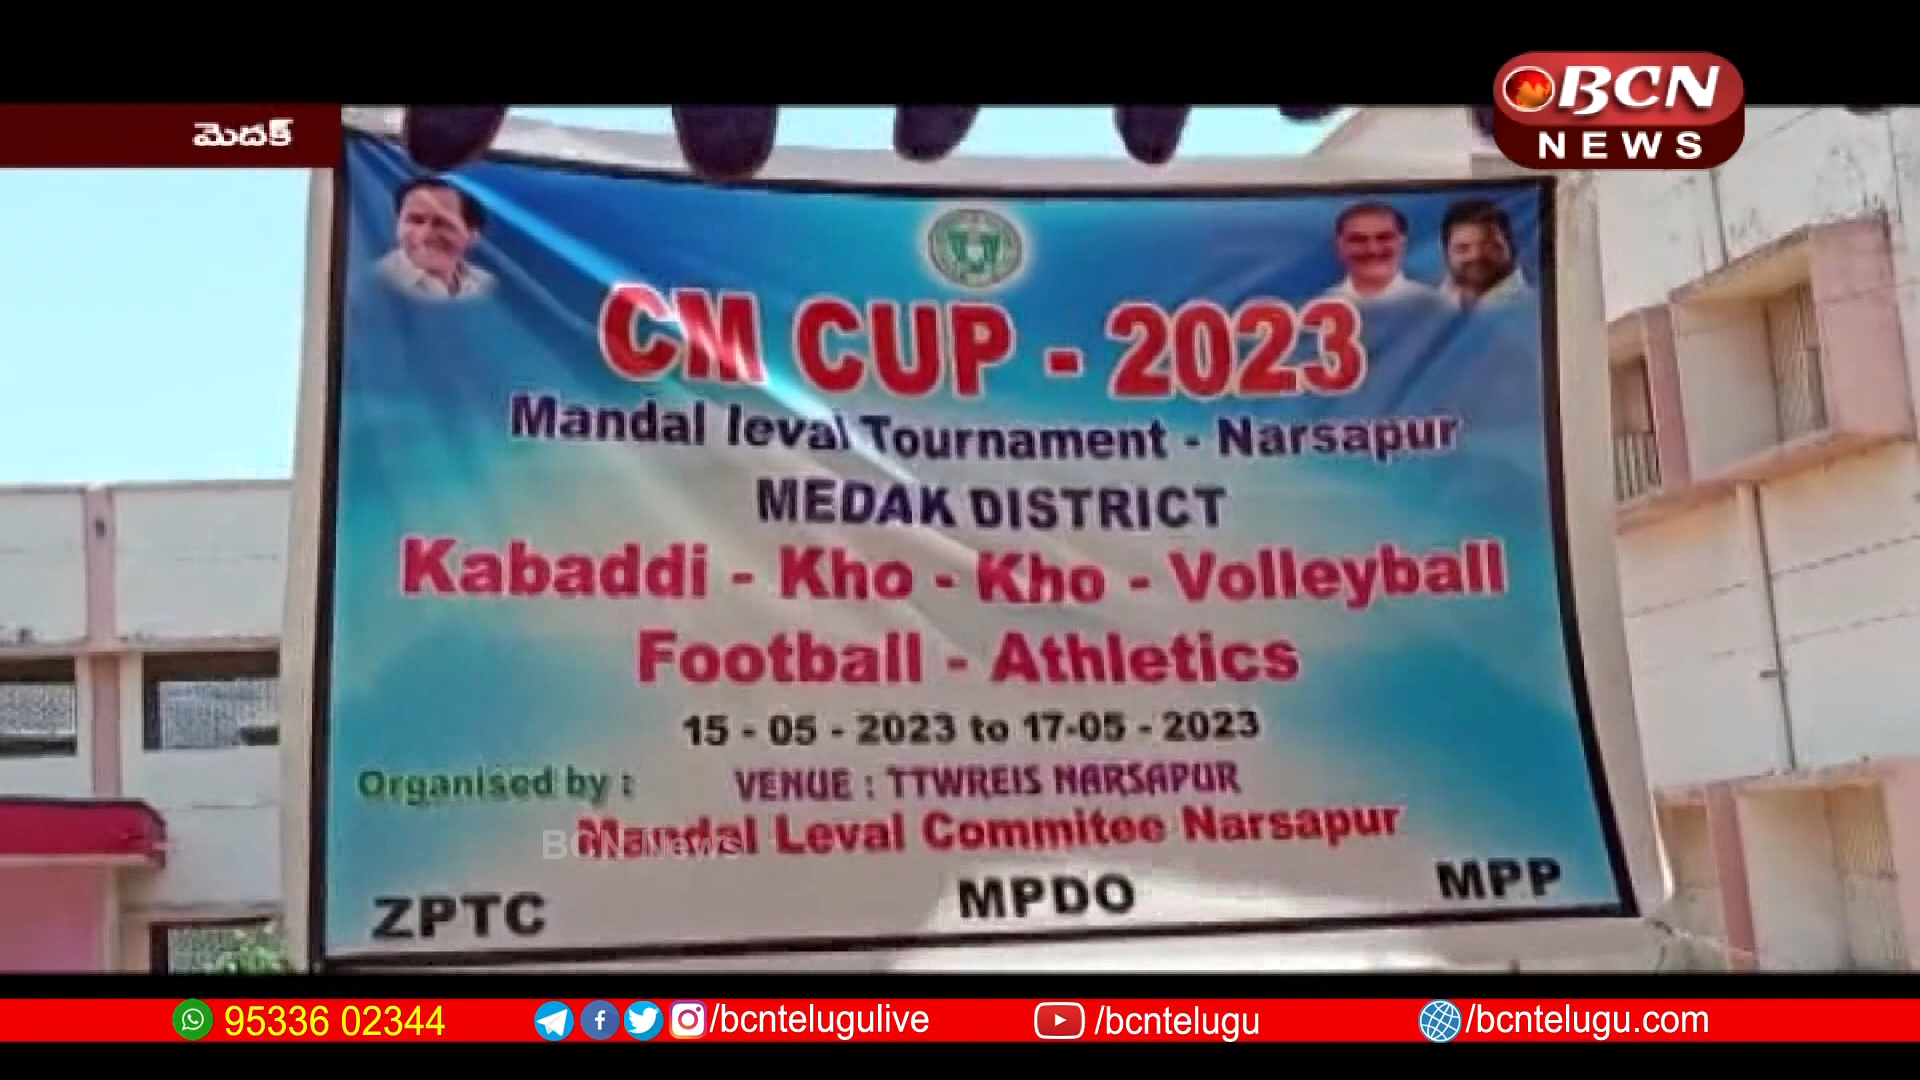 మెదక్
BCN
NEWS
CM CUP - 2023
Mandal leval Tournament - Narsapur
MEDAK DISTRICT
Kabaddi - Kho - Kho - Volleyball
Football - Athletics
15 - 05 - 2023 to 17-05 - 2023
Organised by : VENUE : TTWREIS NARSAPUR
Mandal Leval Commitee Narsapur
BCN News
ZPTC MPDO MPP
95336 02344 /bcntelugulive /bcntelugu /bcntelugu.com